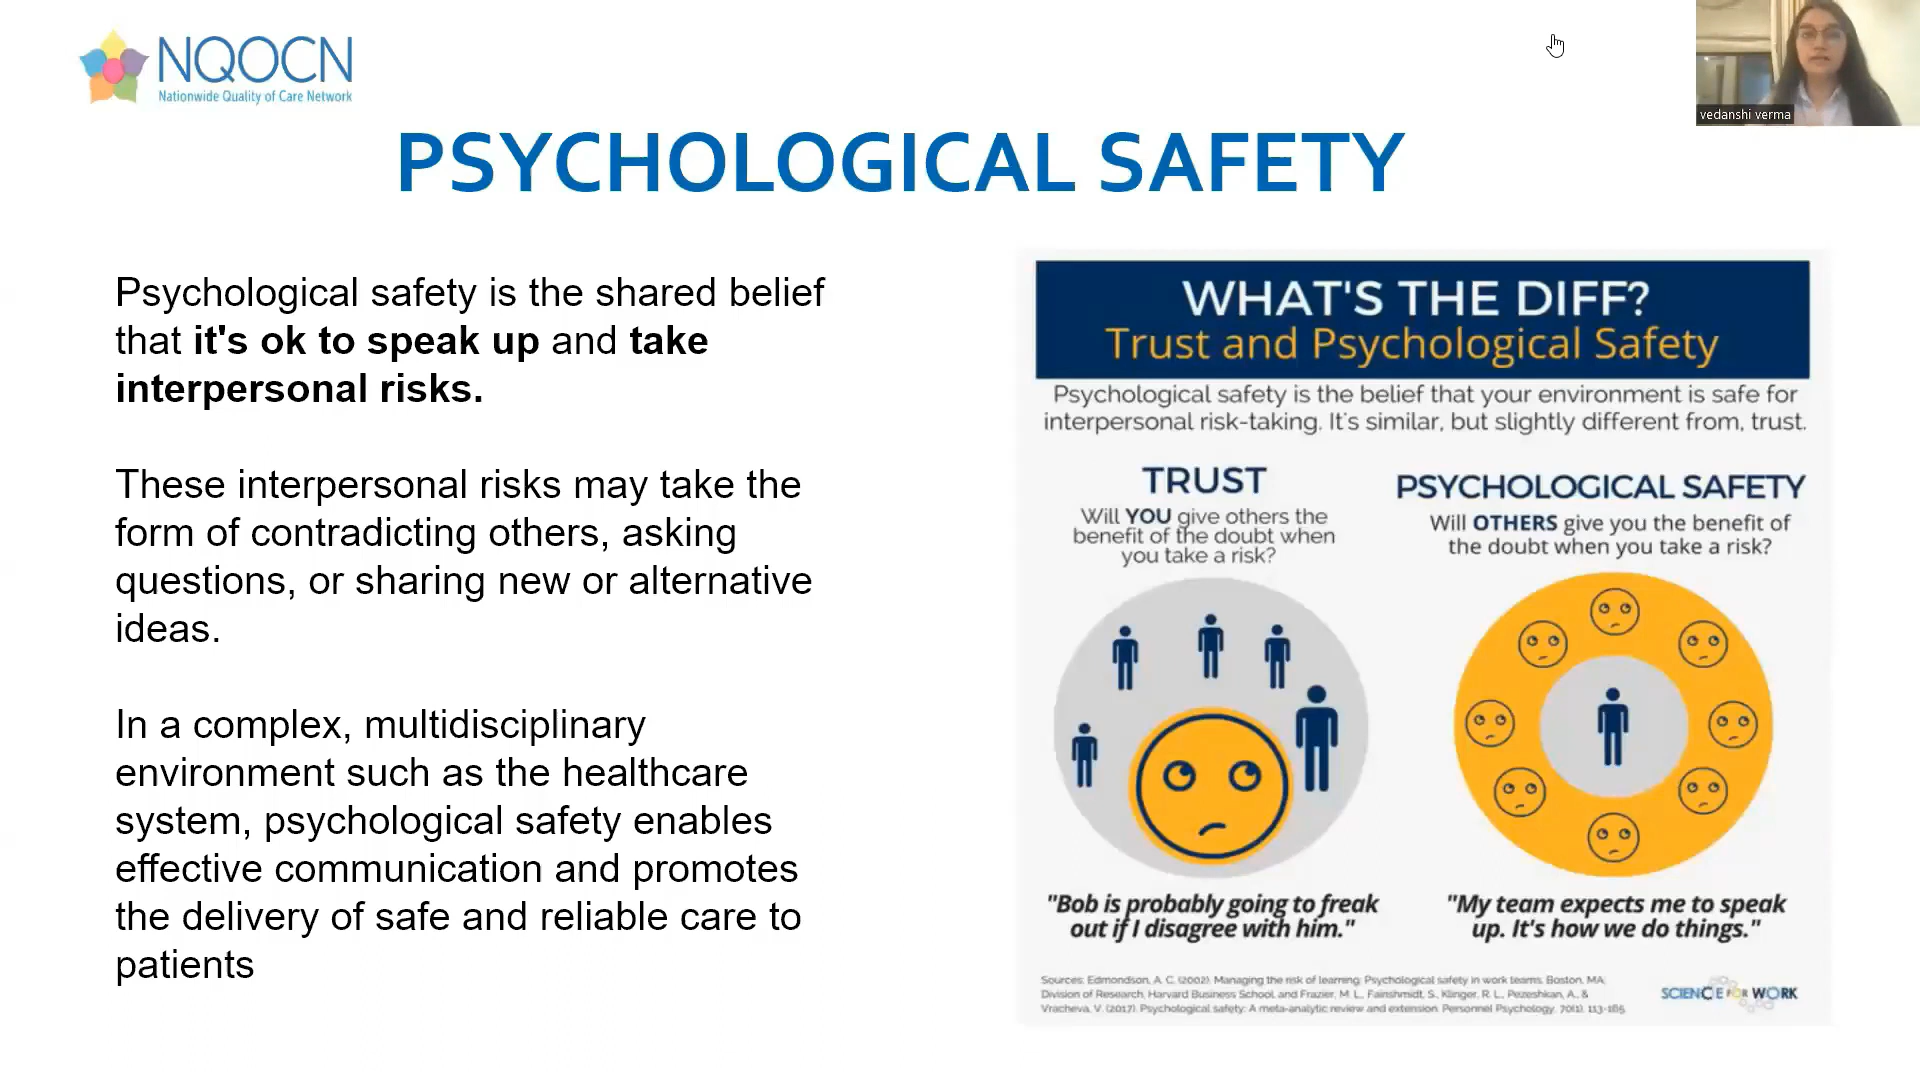 NQOCN
Nationwide Quality of Care Network
vedanshi verma
PSYCHOLOGICAL SAFETY
Psychological safety is the shared belief
that it's ok to speak up and take
interpersonal risks.
These interpersonal risks may take the
form of contradicting others, asking
questions, or sharing new or alternative
ideas.
In a complex, multidisciplinary
environment such as the healthcare
system, psychological safety enables
effective communication and promotes
the delivery of safe and reliable care to
patients
WHAT'S THE DIFF?
Trust and Psychological Safety
Psychological safety is the belief that your environment is safe for
interpersonal risk-taking. It's similar, but slightly different from, trust.
TRUST
Will YOU give others the
benefit of the doubt when
you take a risk?
"Bob is probably going to freak
out if I disagree with him."
PSYCHOLOGICAL SAFETY
Will OTHERS give you the benefit of
the doubt when you take a risk?
"My team expects me to speak
up. It's how we do things."
Sources: Edmondson, A. C. (2002). Managing the risk of learning: Psychological safety in work teams. Boston, MA:
Division of Research, Harvard Business School, and Frazier, M. L., Fainshmidt, S., Klinger, R. L., Pezeshkan, A., &
Vracheva, V. (2017). Psychological safety: A meta-analytic review and extension. Personnel Psychology, 70(1), 113-165.
SCIENCE FOR WORK